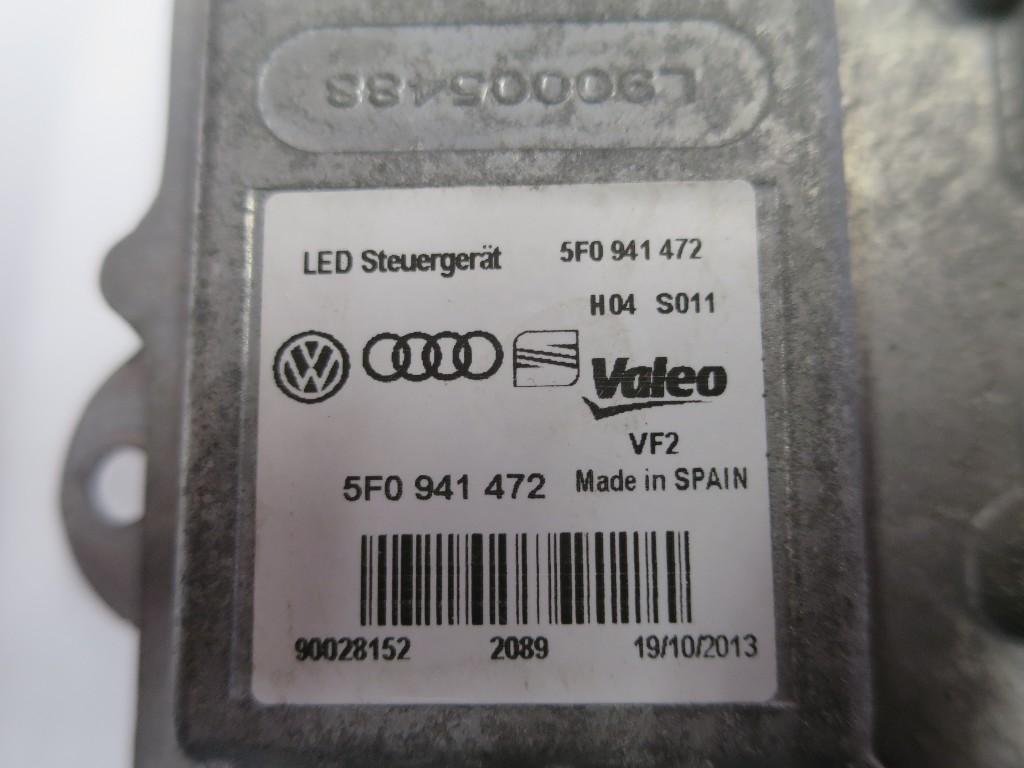 L90005488
LED Steuergerät 5F0 941 472
H04 S011
Valeo
VF2
5F0 941 472 Made in SPAIN
90028152 2089 19/10/2013